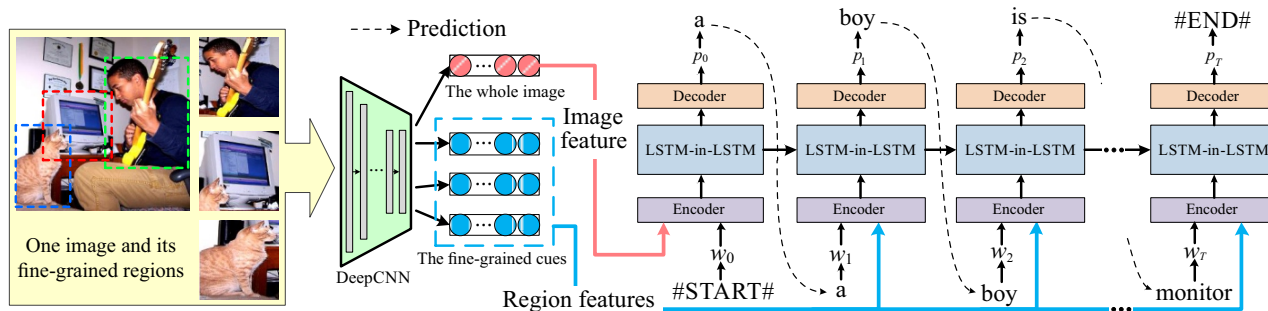 Prediction
One image and its
fine-grained regions
DeepCNN
The whole image
The fine-grained cues
Image
feature
Region features
a
boy
is
#END#
p0
p1
p2
pT
Decoder
Decoder
Decoder
Decoder
LSTM-in-LSTM
LSTM-in-LSTM
LSTM-in-LSTM
LSTM-in-LSTM
Encoder
Encoder
Encoder
Encoder
w0
w1
w2
wT
#START#
a
boy
monitor